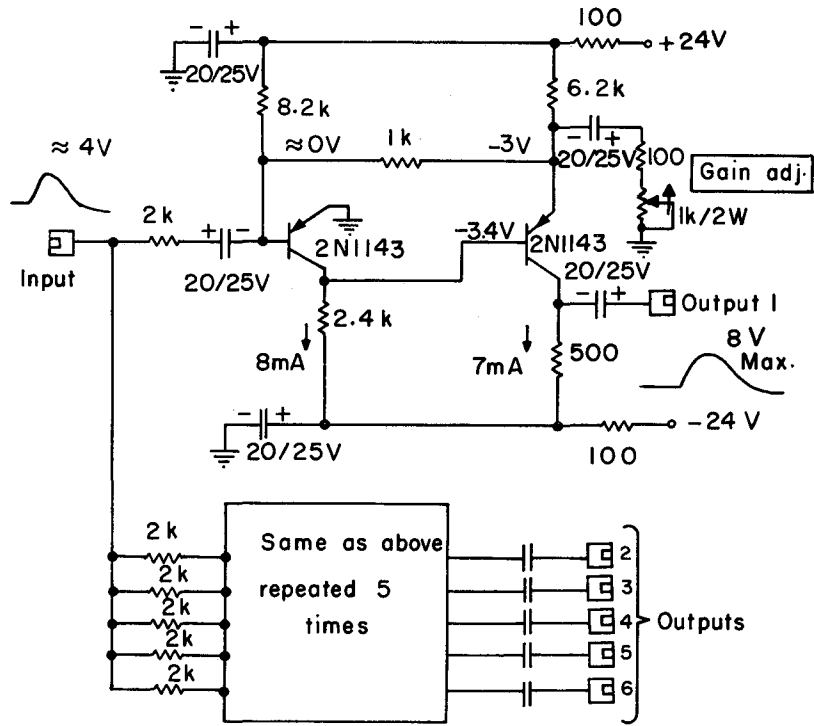 100
+24V
- +
20/25V
8.2k
6.2k
≈ 4V
≈0V
1k
-3V
- +
20/25V
100
Gain adj.
1k/2W
2k
+ -
2N1143
-3.4V
2N1143
20/25V
Input
20/25V
- +
Output 1
2.4k
8mA
7mA
500
8V
Max.
- +
20/25V
-24V
100
2k
Same as above
2
2k
repeated 5
3
2k
times
4
Outputs
2k
5
2k
6